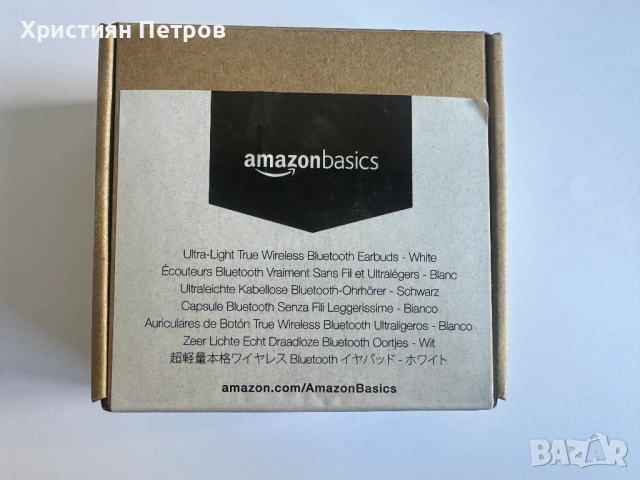 Християн Петров
amazonbasics
Ultra-Light True Wireless Bluetooth Earbuds - White
Écouteurs Bluetooth Vraiment Sans Fil et Ultralégers - Blanc
Ultraleichte Kabellose Bluetooth-Ohrhörer - Schwarz
Capsule Bluetooth Senza Fili Leggerissime - Bianco
Auriculares de Botón True Wireless Bluetooth Ultraligeros - Blanco
Zeer Lichte Echt Draadloze Bluetooth Oortjes - Wit
超軽量本格ワイヤレス Bluetooth イヤバッド - ホワイト
amazon.com/AmazonBasics
BAZAR